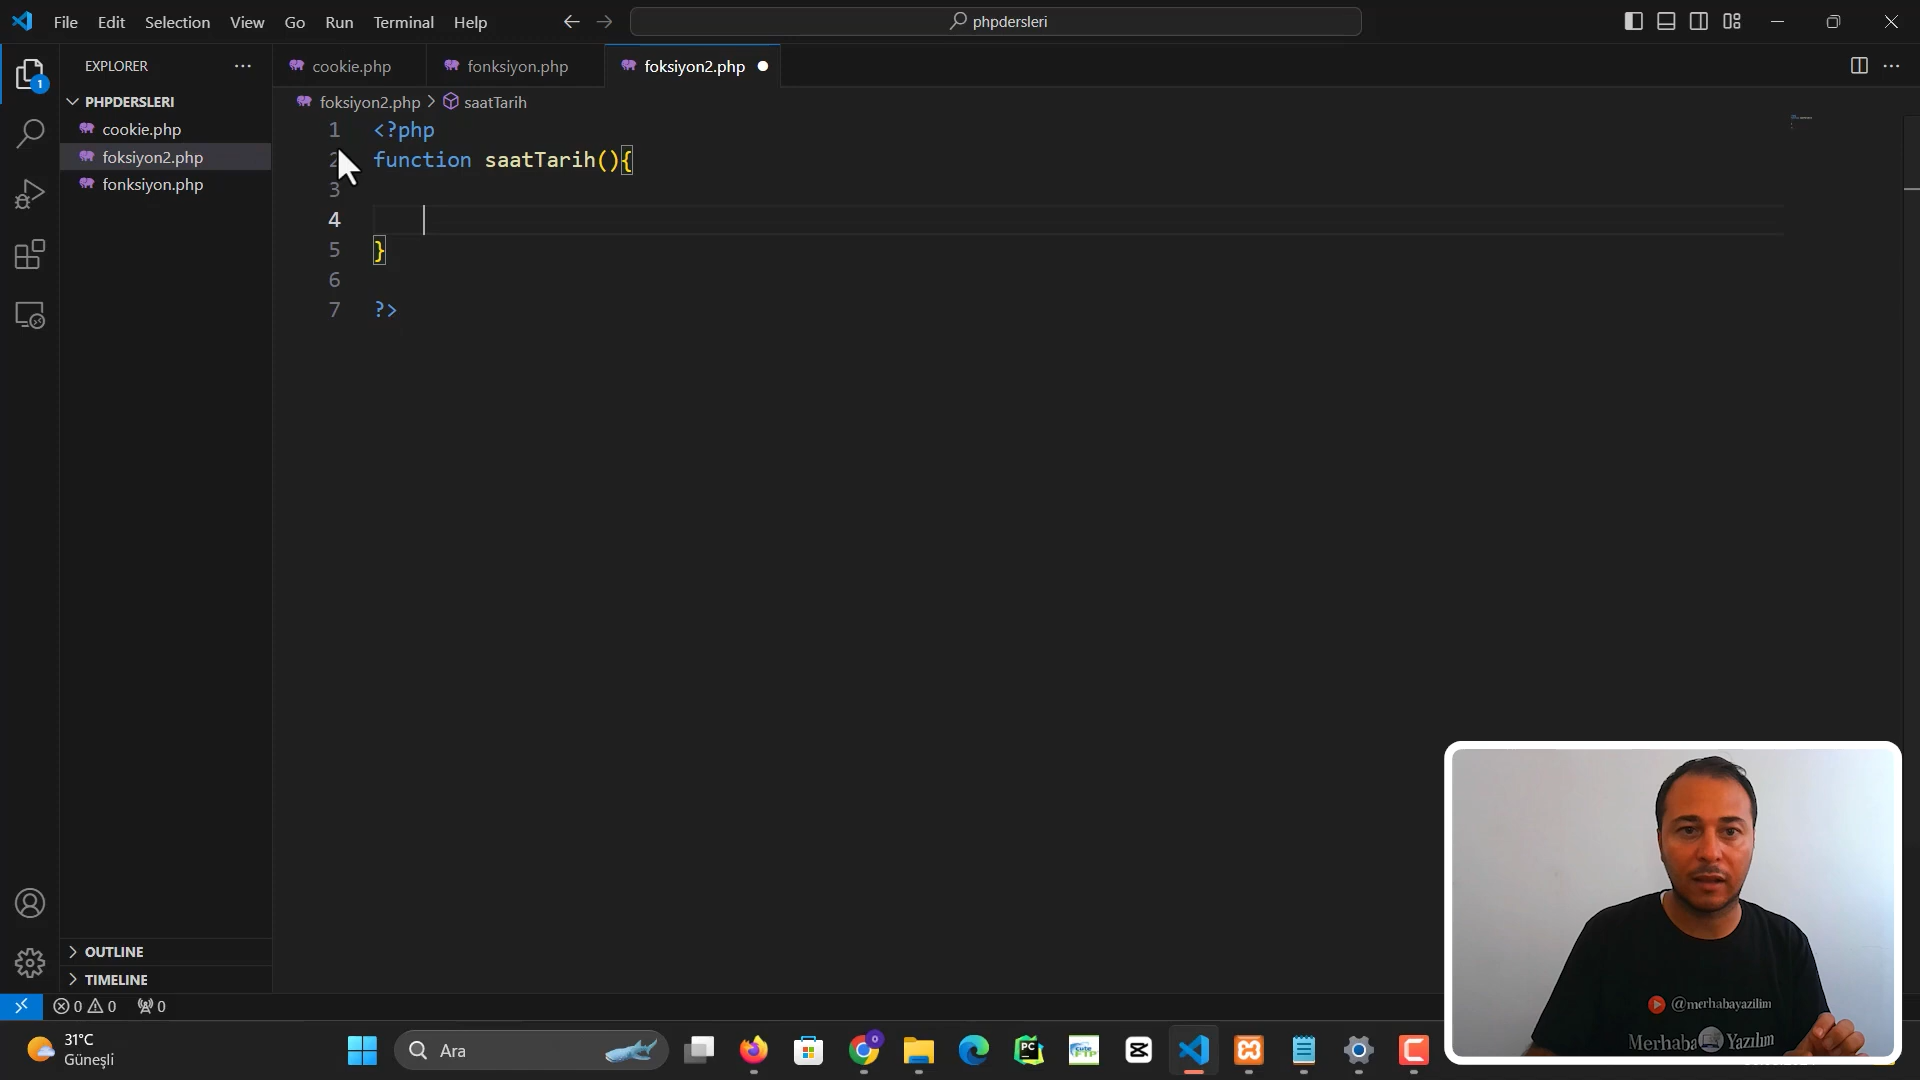 File Edit Selection View Go Run Terminal Help
phpdersleri
EXPLORER
cookie.php
fonksiyon.php
foksiyon2.php
1
PHPDERSLERI
foksiyon2.php > saatTarih
cookie.php
foksiyon2.php
fonksiyon.php
1 <?php
2 function saatTarih(){
3
4
5 }
6
7 ?>
OUTLINE
TIMELINE
0 0 0
@merhabayazilim
Merhaba Yazılım
31°C
Güneşli
Ara